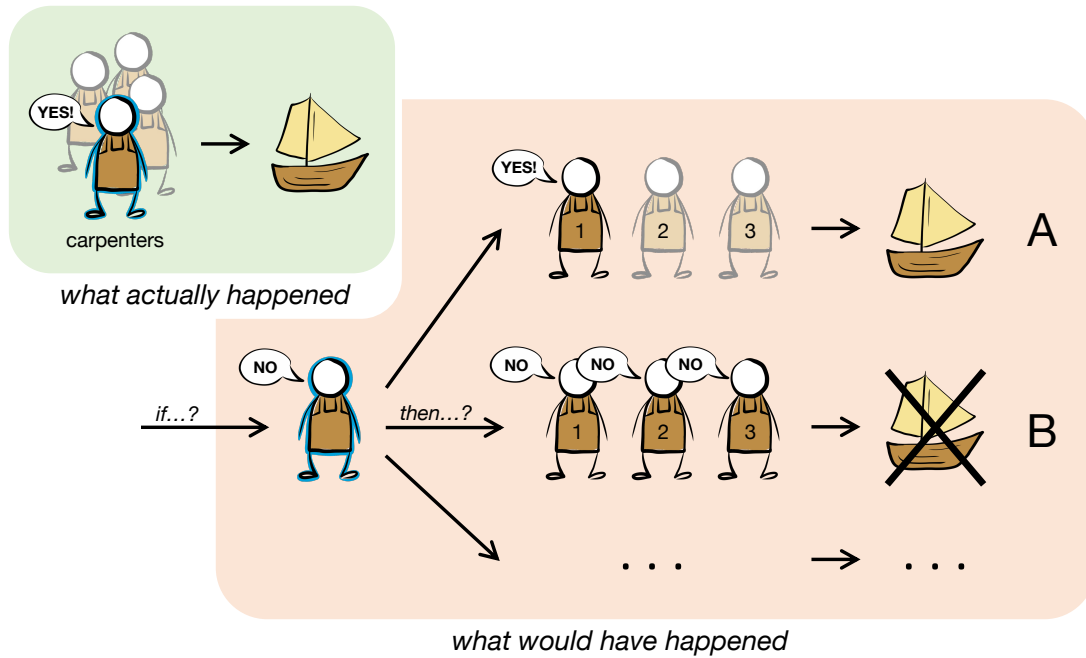 YES!
carpenters
what actually happened
YES!
1 2 3
A
NO
if...?
then...?
NO NO NO
1 2 3
B
. . . . . .
what would have happened